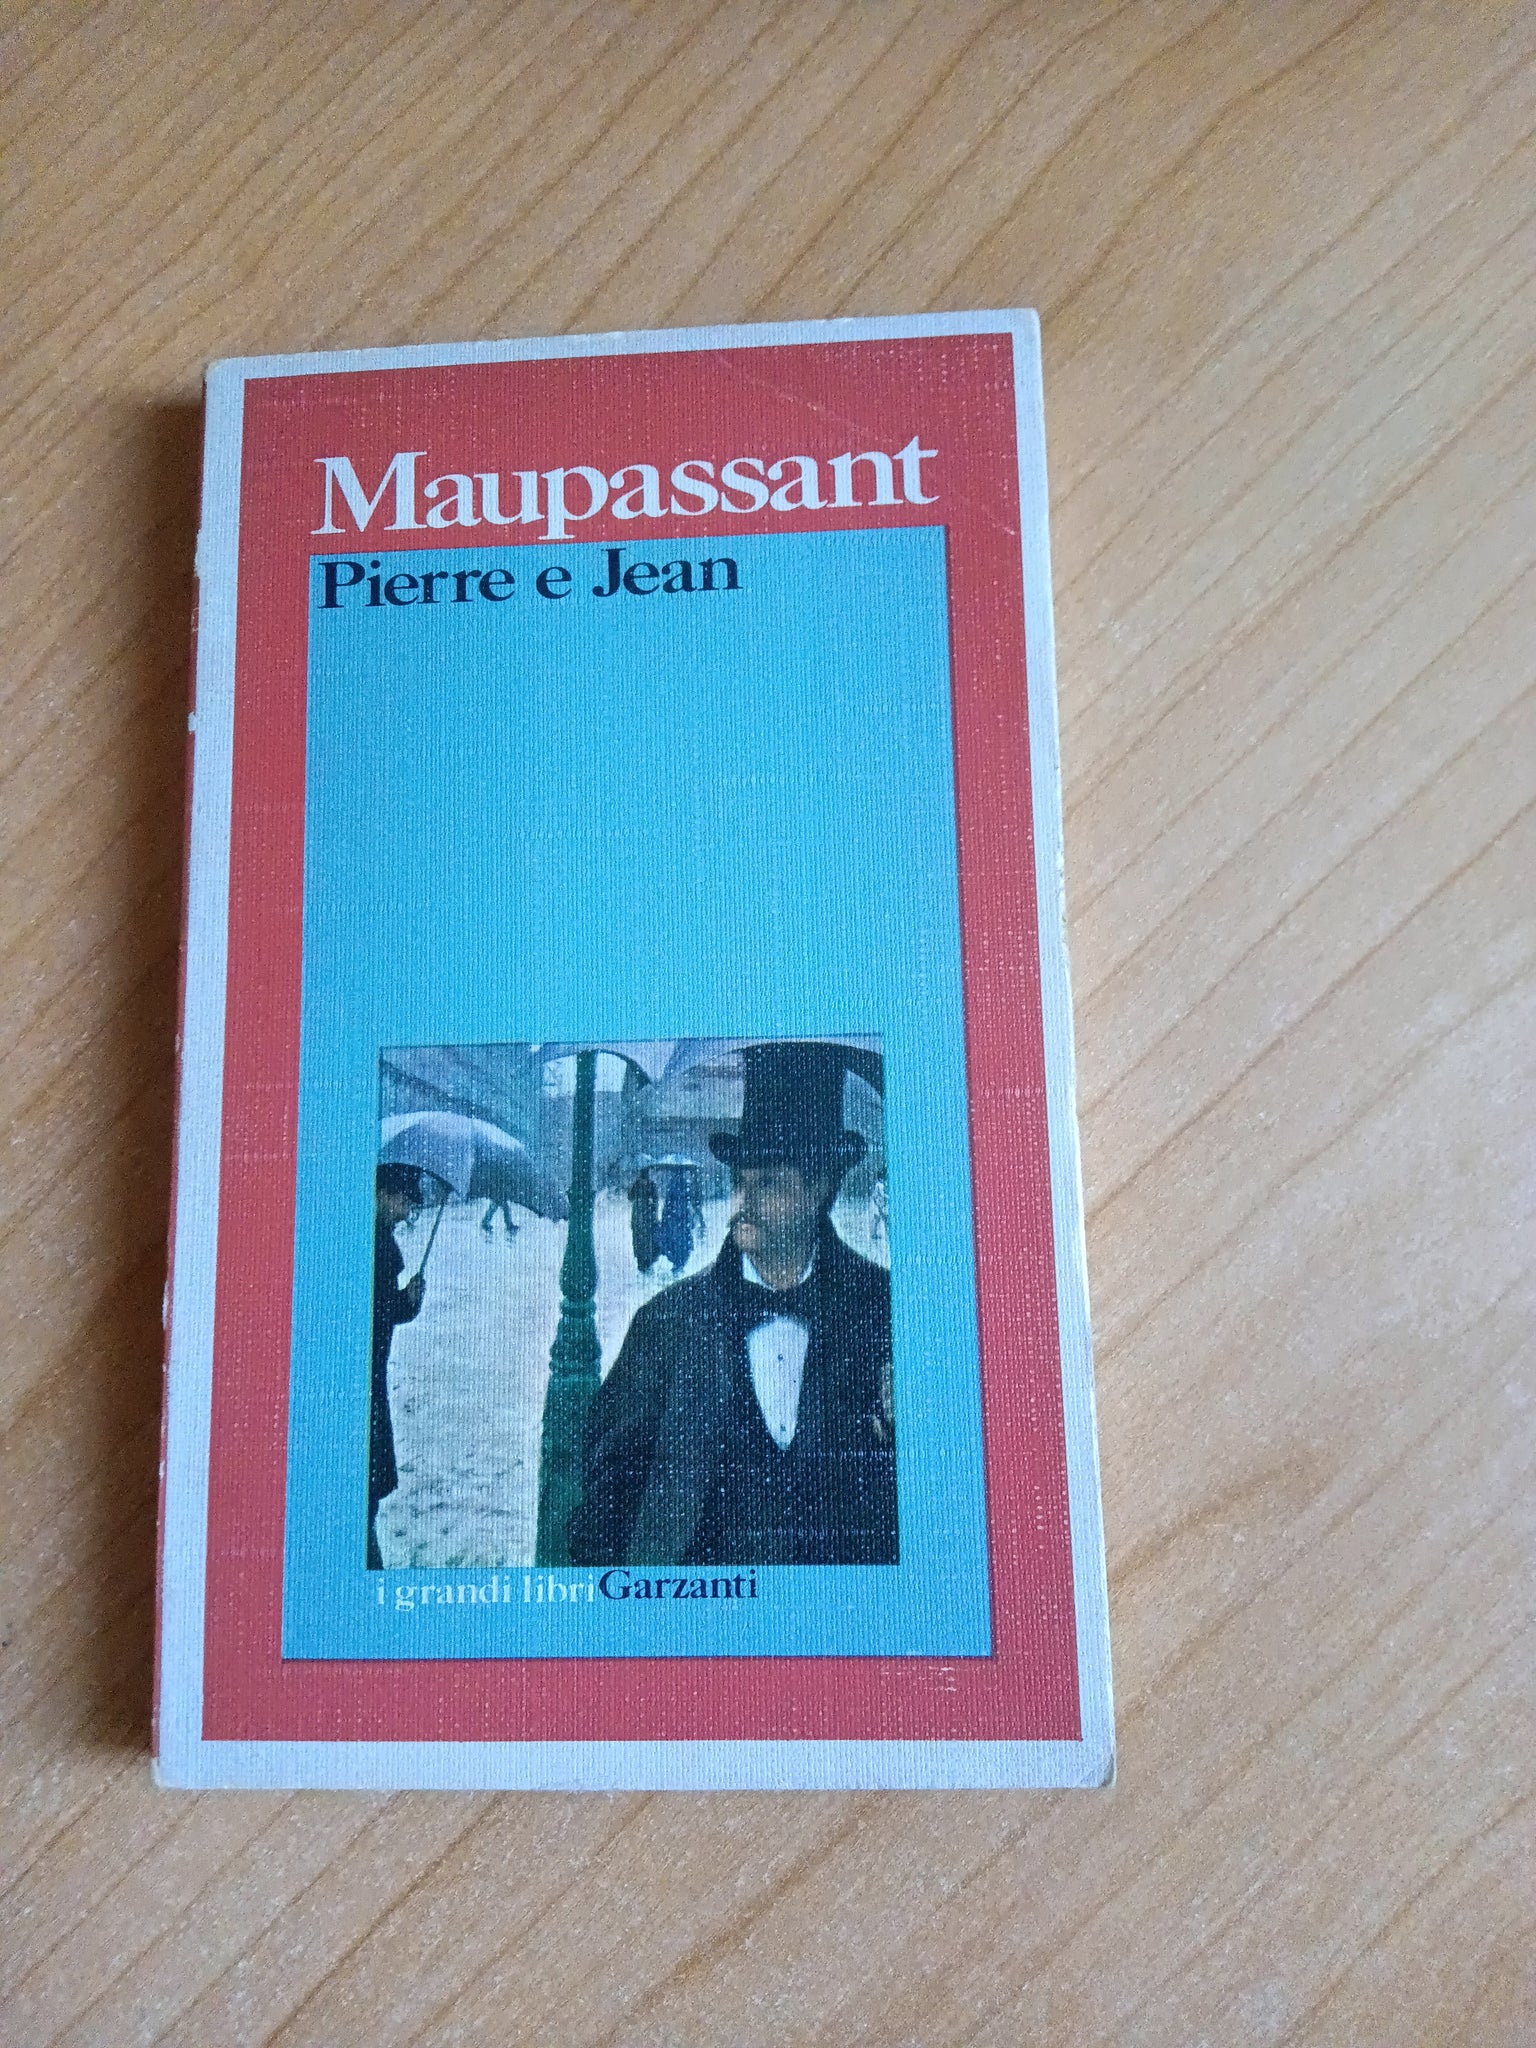 Maupassant
Pierre e Jean
i grandi libri Garzanti